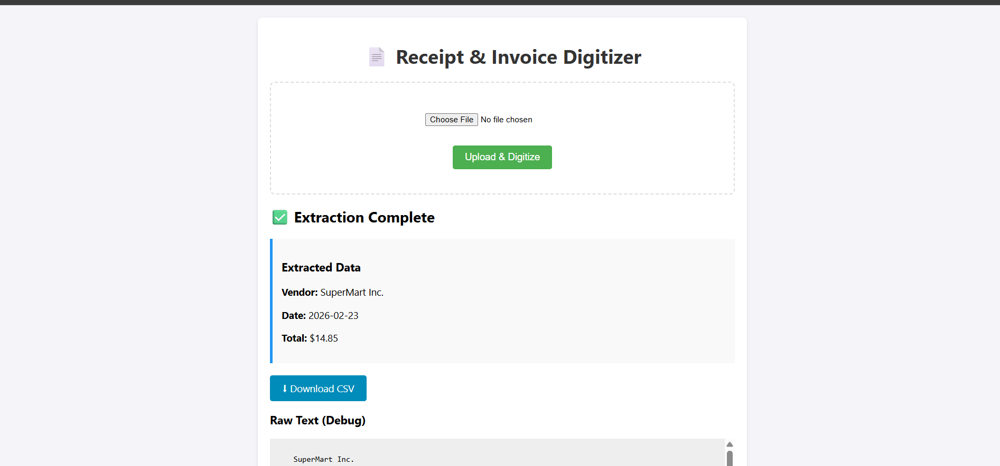 Receipt & Invoice Digitizer
Choose File No file chosen
Upload & Digitize
Extraction Complete
Extracted Data
Vendor: SuperMart Inc.
Date: 2026-02-23
Total: $14.85
⬇ Download CSV
Raw Text (Debug)
SuperMart Inc.